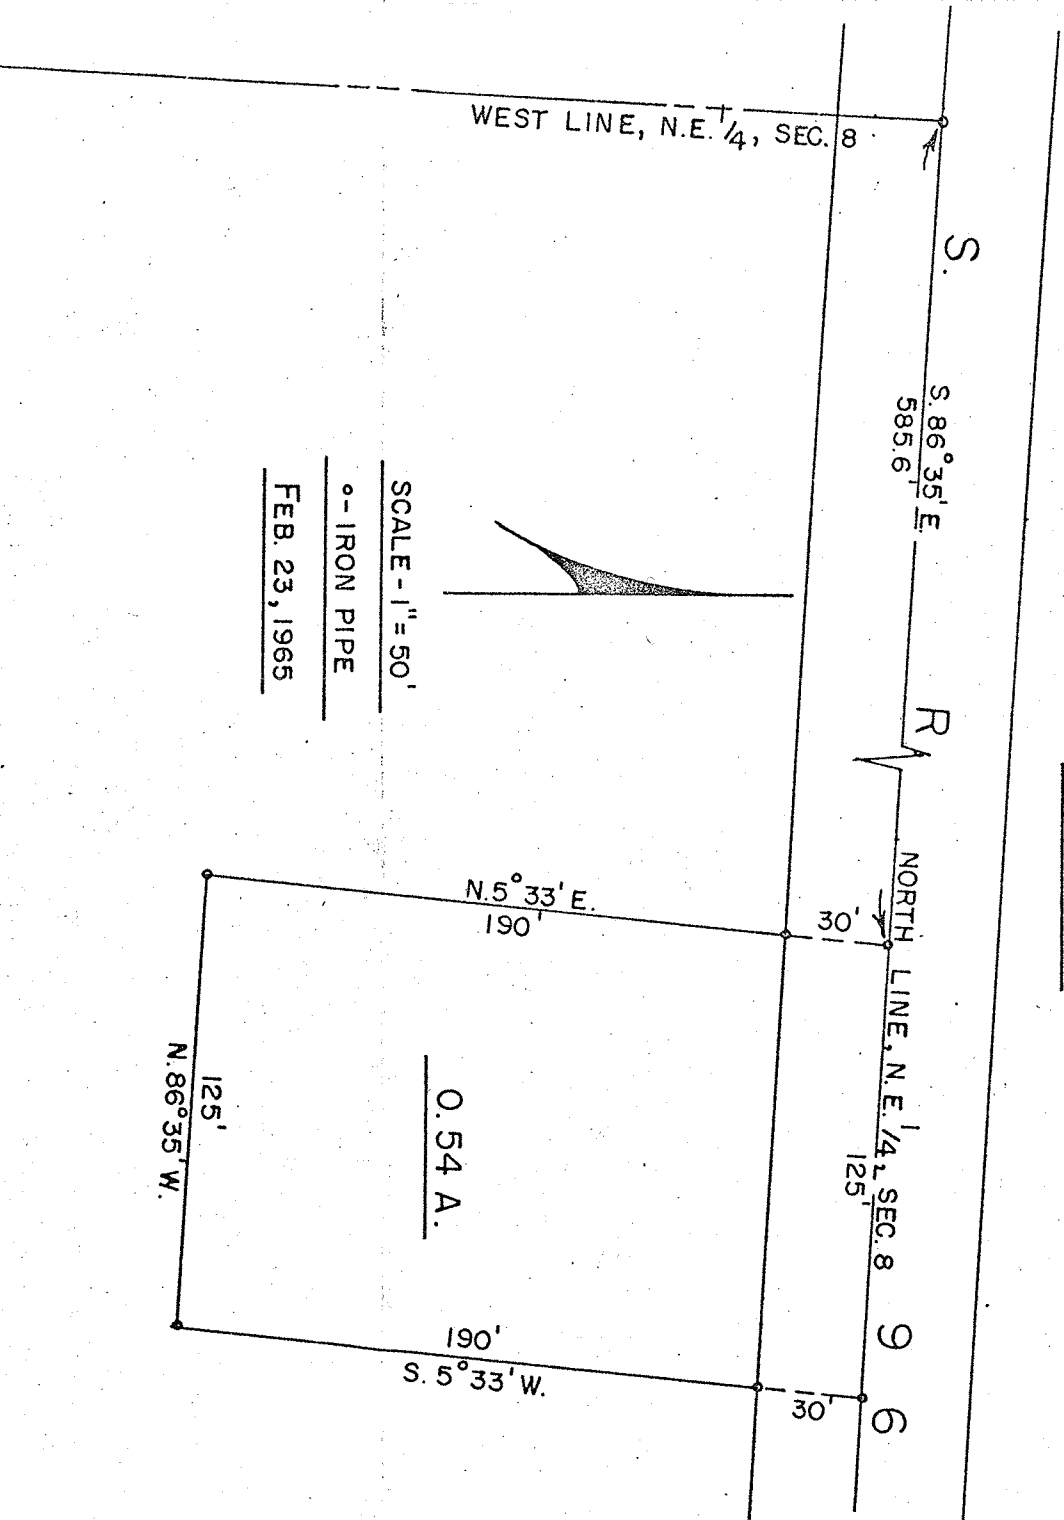 WEST LINE, N.E. 1/4, SEC. 8
S. R 96
S. 86° 35' E.
585.6'
NORTH LINE, N.E. 1/4, SEC. 8
125'
30'
30'
N. 5° 33' E.
190'
SCALE - 1" = 50'
o - IRON PIPE
FEB. 23, 1965
0.54 A.
190'
S. 5° 33' W.
125'
N. 86° 35' W.